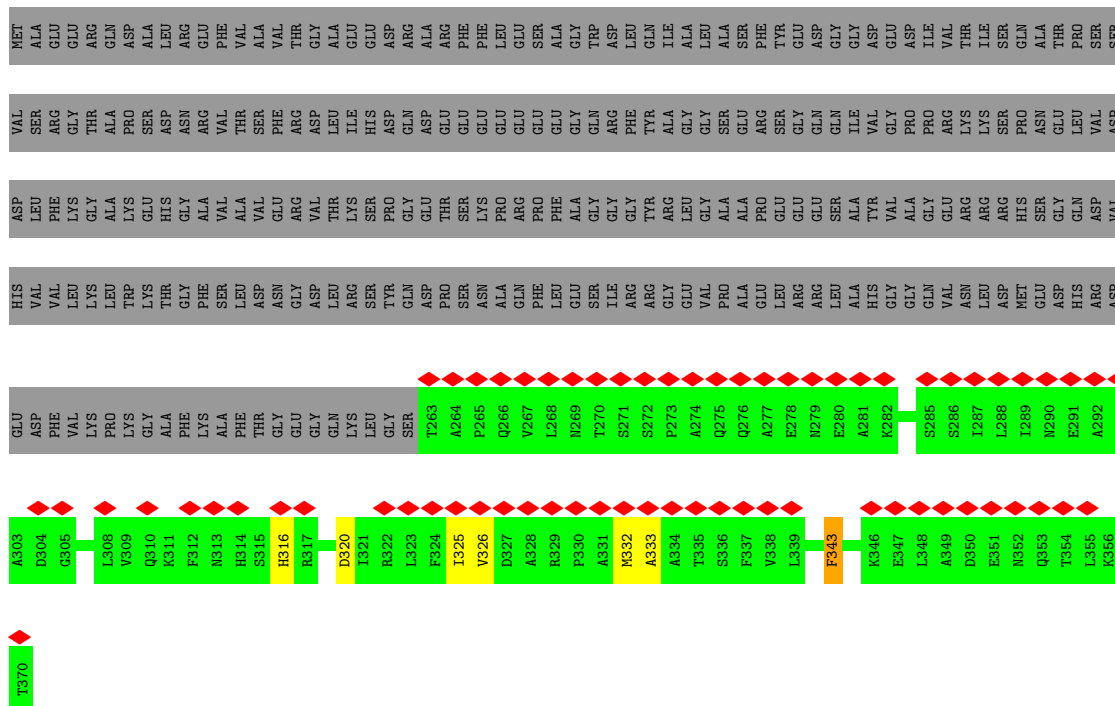 MET ALA GLU GLU ARG GLN ASP ALA LEU ARG GLU PHE VAL ALA VAL THR GLY ALA GLU GLU ASP ARG ALA ARG PHE PHE LEU GLU SER ALA GLY TRP ASP LEU GLN ILE ALA LEU ALA SER PHE TYR GLU ASP GLY GLY ASP GLU ASP ILE VAL THR ILE SER GLN ALA THR PRO SER SER
VAL SER ARG GLY THR ALA PRO SER ASP ASN ARG VAL THR SER PHE ARG ASP LEU ILE HIS ASP GLN ASP GLU GLU GLU GLU GLU GLU GLY GLN ARG PHE TYR ALA GLY GLY SER GLU ARG SER GLY GLN GLN ILE VAL GLY PRO PRO ARG LYS LYS SER PRO ASN GLU LEU VAL ASP
ASP LEU PHE LYS GLY ALA LYS GLU HIS GLY ALA VAL ALA VAL GLU ARG VAL THR LYS SER PRO GLY GLU THR SER LYS PRO ARG PRO PHE ALA GLY GLY GLY TYR ARG LEU GLY ALA ALA PRO GLU GLU GLU SER ALA TYR VAL ALA GLY GLU ARG ARG ARG HIS SER GLY GLN ASP VAL
HIS VAL VAL LEU LYS LEU TRP LYS THR GLY PHE SER LEU ASP ASN GLY ASP LEU ARG SER TYR GLN ASP PRO SER ASN ALA GLN PHE LEU GLU SER ILE ARG ARG GLY GLU VAL PRO ALA GLU LEU ARG ARG LEU ALA HIS GLY GLY GLN VAL ASN LEU ASP MET GLU ASP HIS ARG ASP
GLU ASP PHE VAL LYS PRO LYS GLY ALA PHE LYS ALA PHE THR GLY GLU GLY GLN LYS LEU GLY SER T263 A264 P265 Q266 V267 L268 N269 T270 S271 S272 P273 A274 Q275 Q276 A277 E278 N279 E280 A281 K282 S285 S286 I287 L288 I289 N290 E291 A292
A303 D304 G305 L308 V309 Q310 K311 F312 N313 H314 S315 H316 R317 D320 I321 R322 L323 F324 I325 V326 D327 A328 R329 P330 A331 M332 A333 A334 T335 S336 F337 V338 L339 F343 K346 E347 L348 A349 D350 E351 N352 Q353 T354 L355 K356
T370